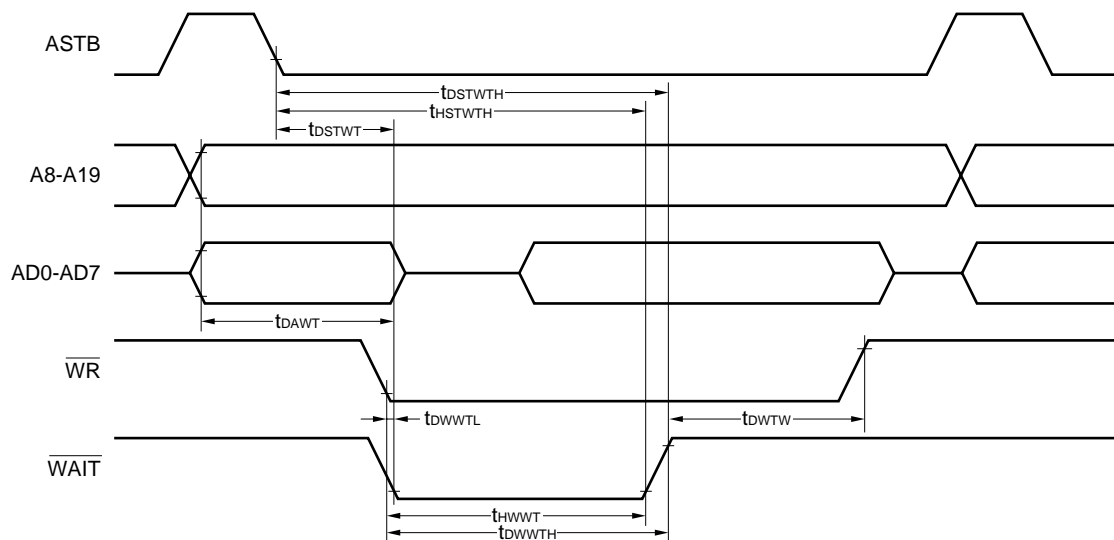 ASTB
tDSTWTH
tHSTWTH
tDSTWT
A8-A19
AD0-AD7
tDAWT
WR
tDWWTL
tDWTW
WAIT
tHWWT
tDWWTH